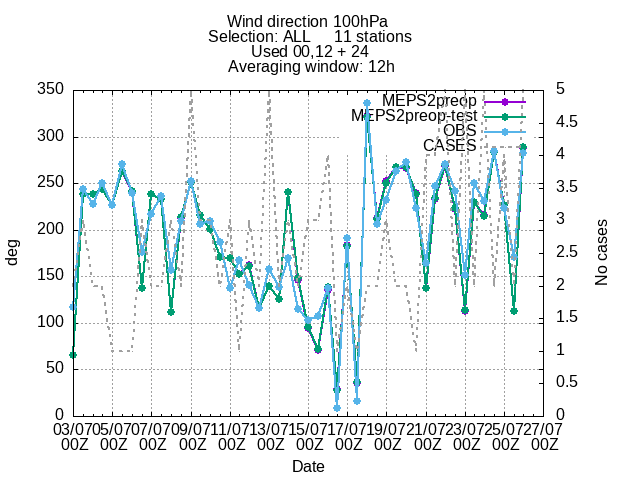 Wind direction 100hPa
Selection: ALL 11 stations
Used 00,12 + 24
Averaging window: 12h
350 300 250 200 150 100 50 0
deg
5 4.5 4 3.5 3 2.5 2 1.5 1 0.5 0
No cases
MEPS2preop
MEPS2preop-test
OBS
CASES
03/07 05/07 07/07 09/07 11/07 13/07 15/07 17/07 19/07 21/07 23/07 25/07 27/07
00Z 00Z 00Z 00Z 00Z 00Z 00Z 00Z 00Z 00Z 00Z 00Z 00Z
Date